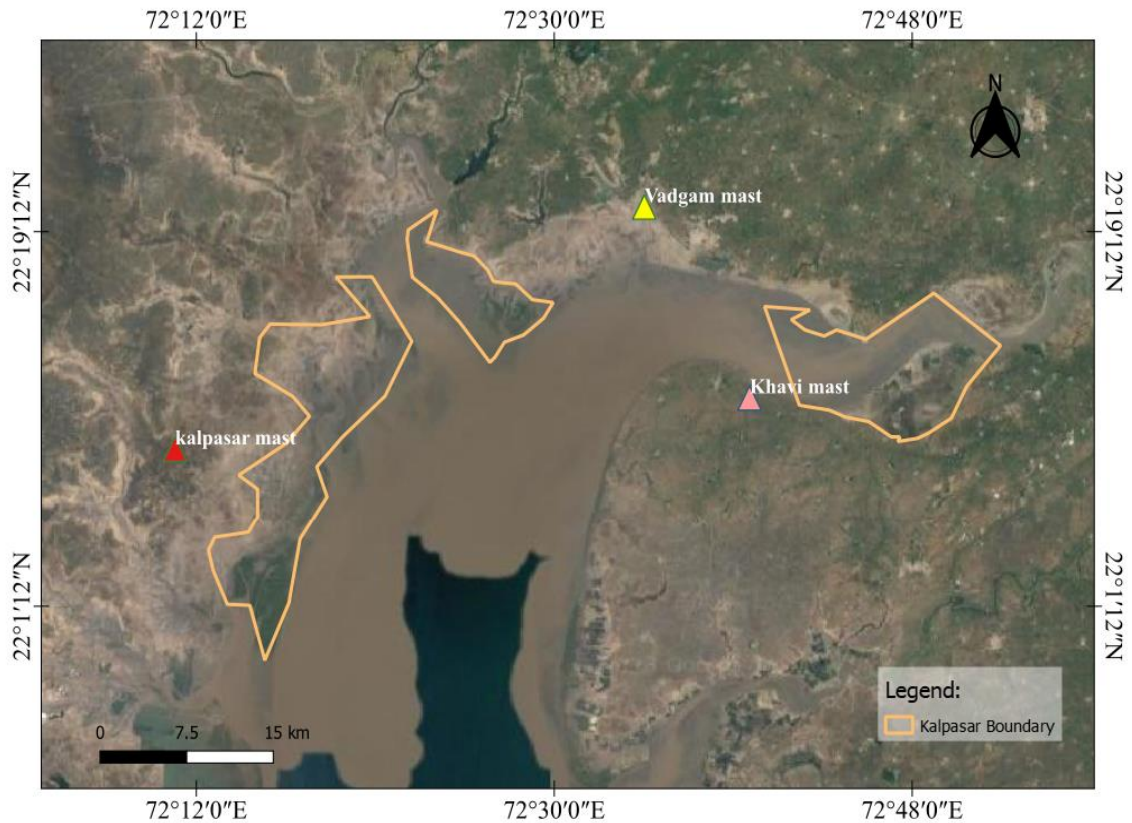 72°12′0″E 72°30′0″E 72°48′0″E
N
Vadgam mast
22°19′12″N
22°19′12″N
Khavi mast
kalpasar mast
22°1′12″N
22°1′12″N
Legend:
Kalpasar Boundary
0 7.5 15 km
72°12′0″E 72°30′0″E 72°48′0″E